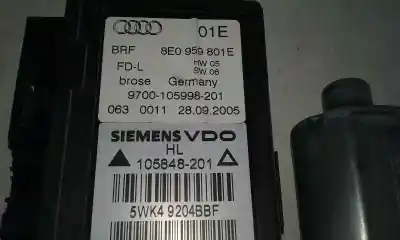 01E
BRF 8E0 959 801E
FD-L HW 05
SW 06
brose Germany
9700-105998-201
063 0011 28.09.2005
SIEMENS VDO
HL
105848-201
5WK4 9204BBF